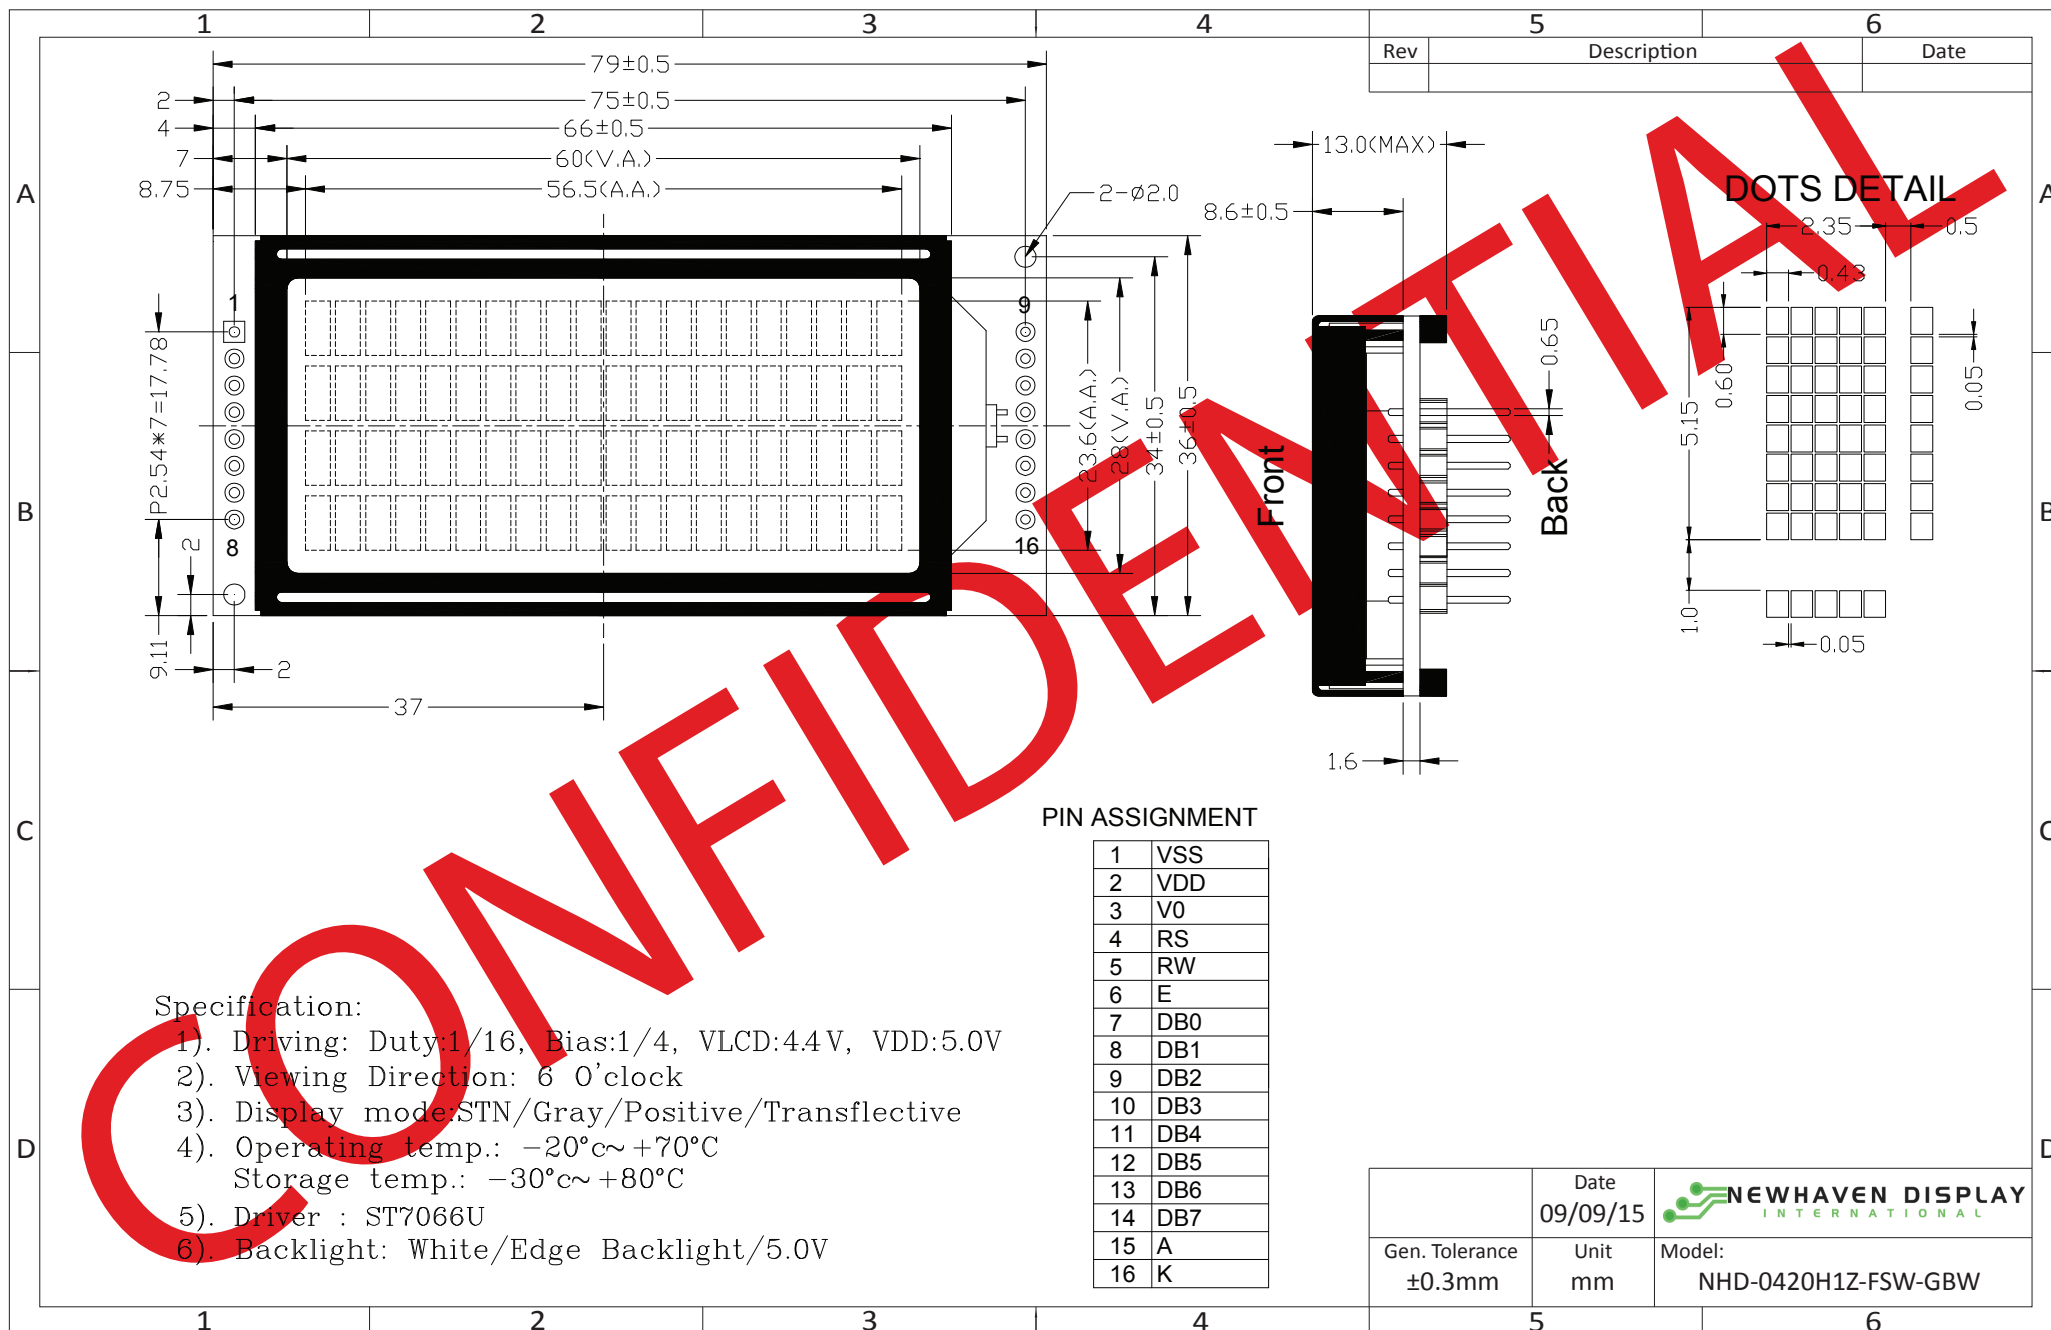 1 2 3 4 5 6
Rev Description Date
79±0.5
2 75±0.5
4 66±0.5
7 60(V.A.)
8.75 56.5(A.A.)
2-Ø2.0
13.0(MAX)
8.6±0.5
DOTS DETAIL
2.35 0.5
0.43
A A
1 9
P2.54*7=17.78
8 16
2
9.11
2
37
23.6(A.A.)
28(V.A.)
34±0.5
36±0.5
Front
Back
0.65
1.6
5.15
0.60
0.05
1.0
0.05
B B
C C
CONFIDENTIAL
PIN ASSIGNMENT
1 VSS
2 VDD
3 V0
4 RS
5 RW
6 E
7 DB0
8 DB1
9 DB2
10 DB3
11 DB4
12 DB5
13 DB6
14 DB7
15 A
16 K
Specification:
1). Driving: Duty:1/16, Bias:1/4, VLCD:4.4V, VDD:5.0V
2). Viewing Direction: 6 O'clock
3). Display mode:STN/Gray/Positive/Transflective
4). Operating temp.: -20°c~+70°C
Storage temp.: -30°c~+80°C
5). Driver : ST7066U
6). Backlight: White/Edge Backlight/5.0V
D D
Date
09/09/15
NEWHAVEN DISPLAY
INTERNATIONAL
Gen. Tolerance
±0.3mm
Unit
mm
Model:
NHD-0420H1Z-FSW-GBW
1 2 3 4 5 6